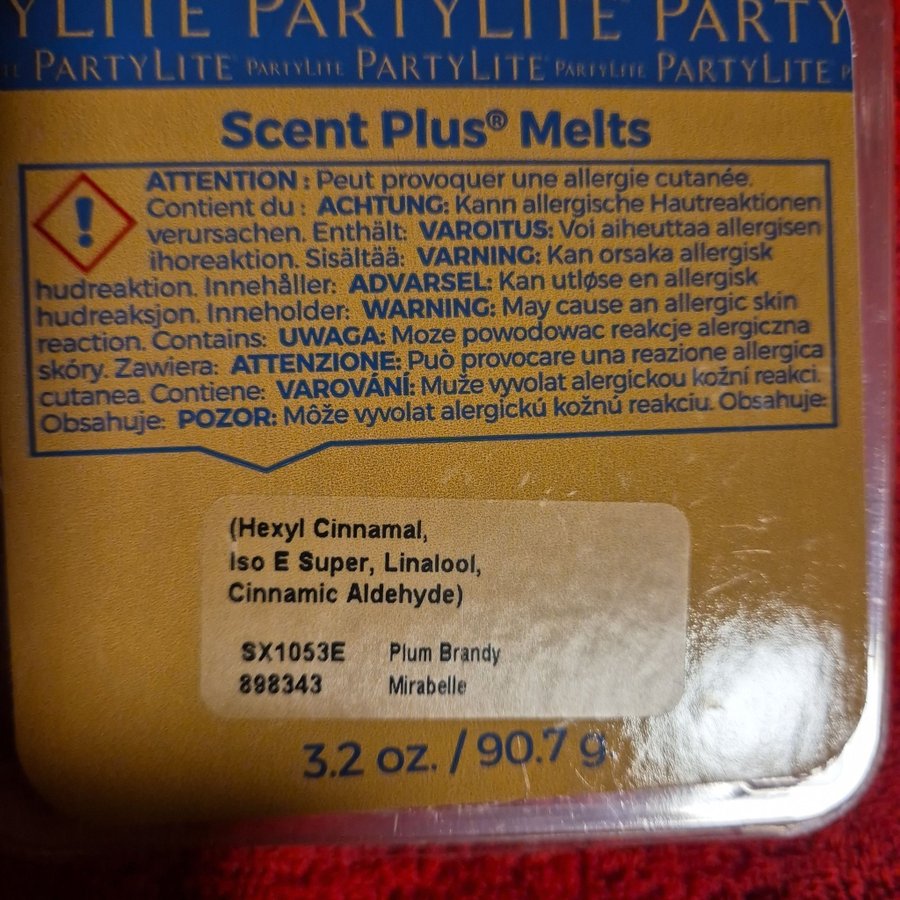 YLITE PARTYLITE PARTY
PARTYLITE PARTYLITE PARTYLITE PARTYLITE PARTYLITE
Scent Plus® Melts
ATTENTION : Peut provoquer une allergie cutanée.
Contient du : ACHTUNG: Kann allergische Hautreaktionen
verursachen. Enthält: VAROITUS: Voi aiheuttaa allergisen
ihoreaktion. Sisältää: VARNING: Kan orsaka allergisk
hudreaktion. Innehåller: ADVARSEL: Kan utløse en allergisk
hudreaksjon. Inneholder: WARNING: May cause an allergic skin
reaction. Contains: UWAGA: Moze powodowac reakcje alergiczna
skóry. Zawiera: ATTENZIONE: Può provocare una reazione allergica
cutanea. Contiene: VAROVÁNÍ: Muže vyvolat alergickou kožní reakci.
Obsahuje: POZOR: Môže vyvolat alergickú kožnú reakciu. Obsahuje:
(Hexyl Cinnamal,
Iso E Super, Linalool,
Cinnamic Aldehyde)
SX1053E Plum Brandy
898343 Mirabelle
3.2 oz. / 90.7 g